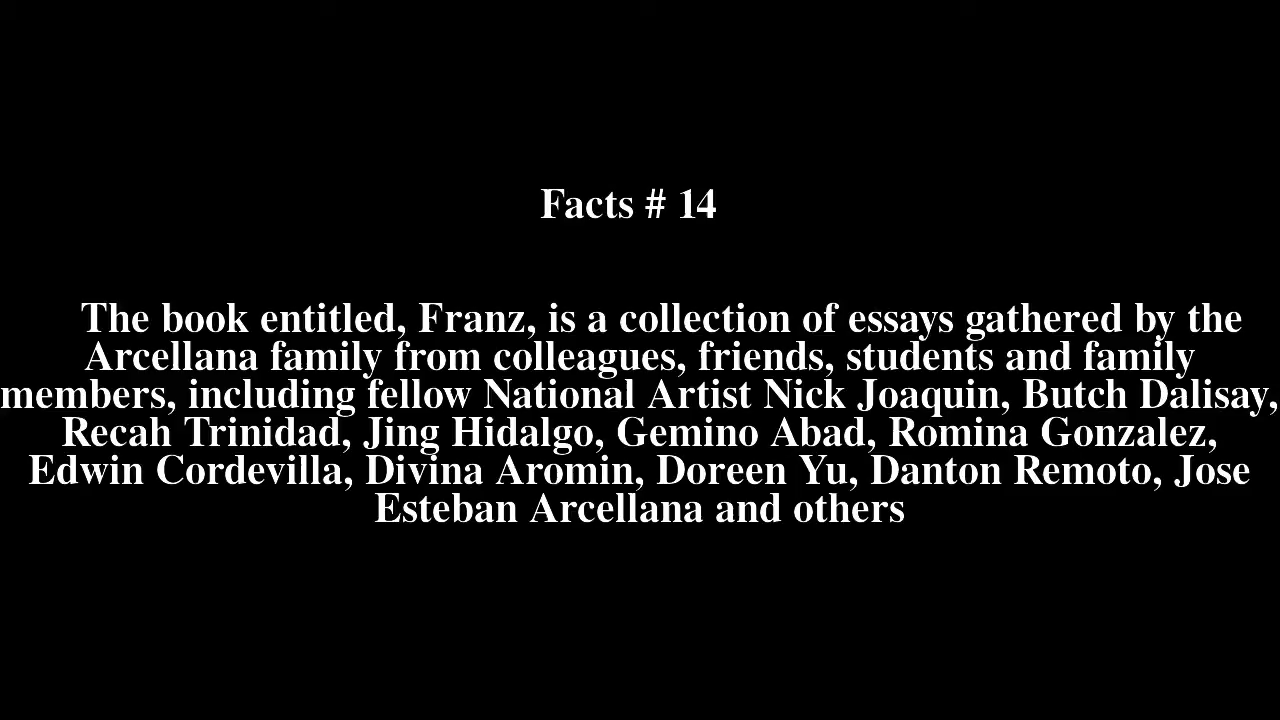 Facts # 14
The book entitled, Franz, is a collection of essays gathered by the
Arcellana family from colleagues, friends, students and family
members, including fellow National Artist Nick Joaquin, Butch Dalisay,
Recah Trinidad, Jing Hidalgo, Gemino Abad, Romina Gonzalez,
Edwin Cordevilla, Divina Aromin, Doreen Yu, Danton Remoto, Jose
Esteban Arcellana and others